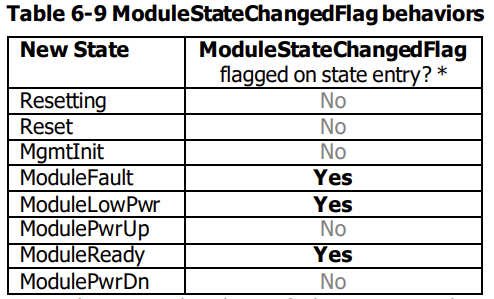 Table 6-9 ModuleStateChangedFlag behaviors
New State ModuleStateChangedFlag
flagged on state entry? *
Resetting No
Reset No
MgmtInit No
ModuleFault Yes
ModuleLowPwr Yes
ModulePwrUp No
ModuleReady Yes
ModulePwrDn No